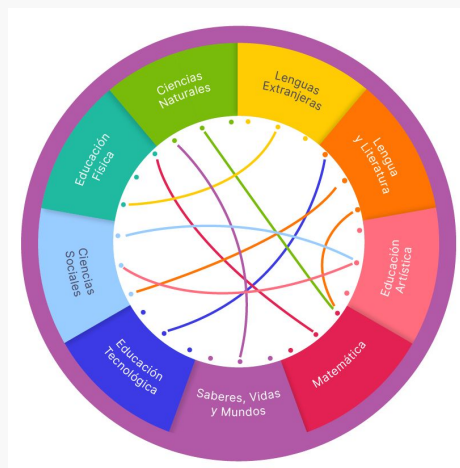 Ciencias
Naturales
Lenguas
Extranjeras
Lengua
y Literatura
Educación
Artística
Matemática
Saberes, Vidas
y Mundos
Educación
Tecnológica
Ciencias
Sociales
Educación
Física